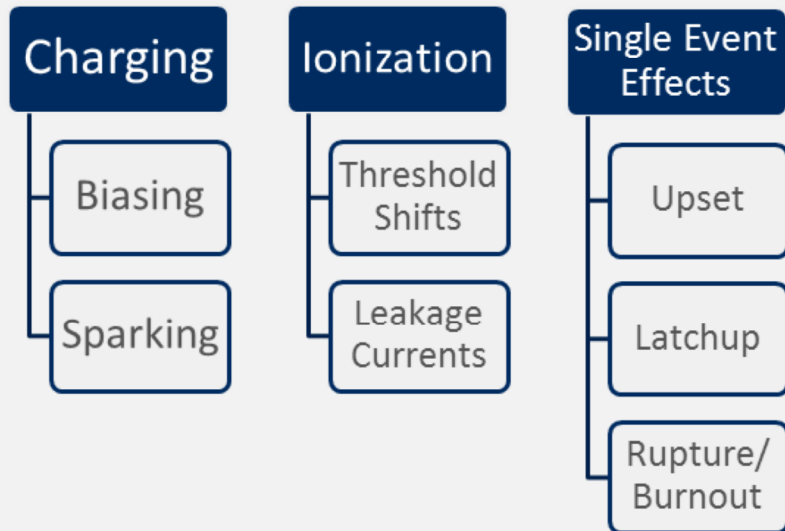 Charging
Biasing
Sparking
Ionization
Threshold
Shifts
Leakage
Currents
Single Event
Effects
Upset
Latchup
Rupture/
Burnout